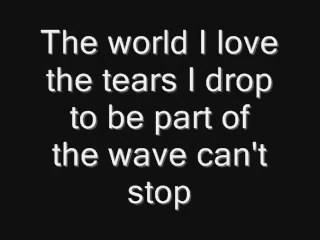 The world I love
the tears I drop
to be part of
the wave can't
stop